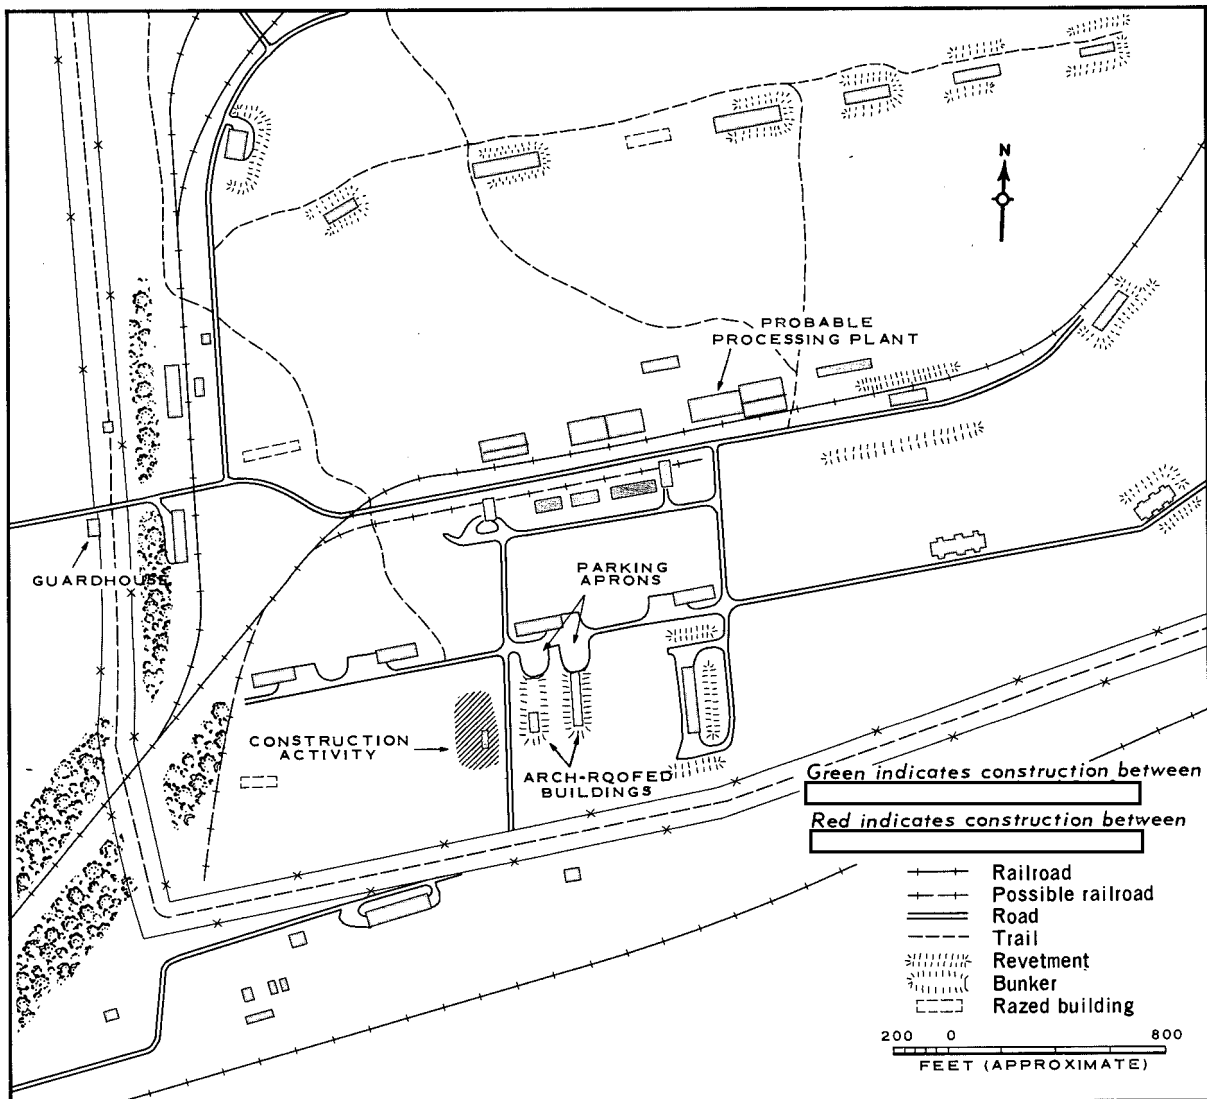 N
PROBABLE
PROCESSING PLANT
GUARDHOUSE
PARKING
APRONS
CONSTRUCTION
ACTIVITY
ARCH-ROOFED
BUILDINGS
Green indicates construction between
Red indicates construction between
Railroad
Possible railroad
Road
Trail
Revetment
Bunker
Razed building
200 0 800
FEET (APPROXIMATE)